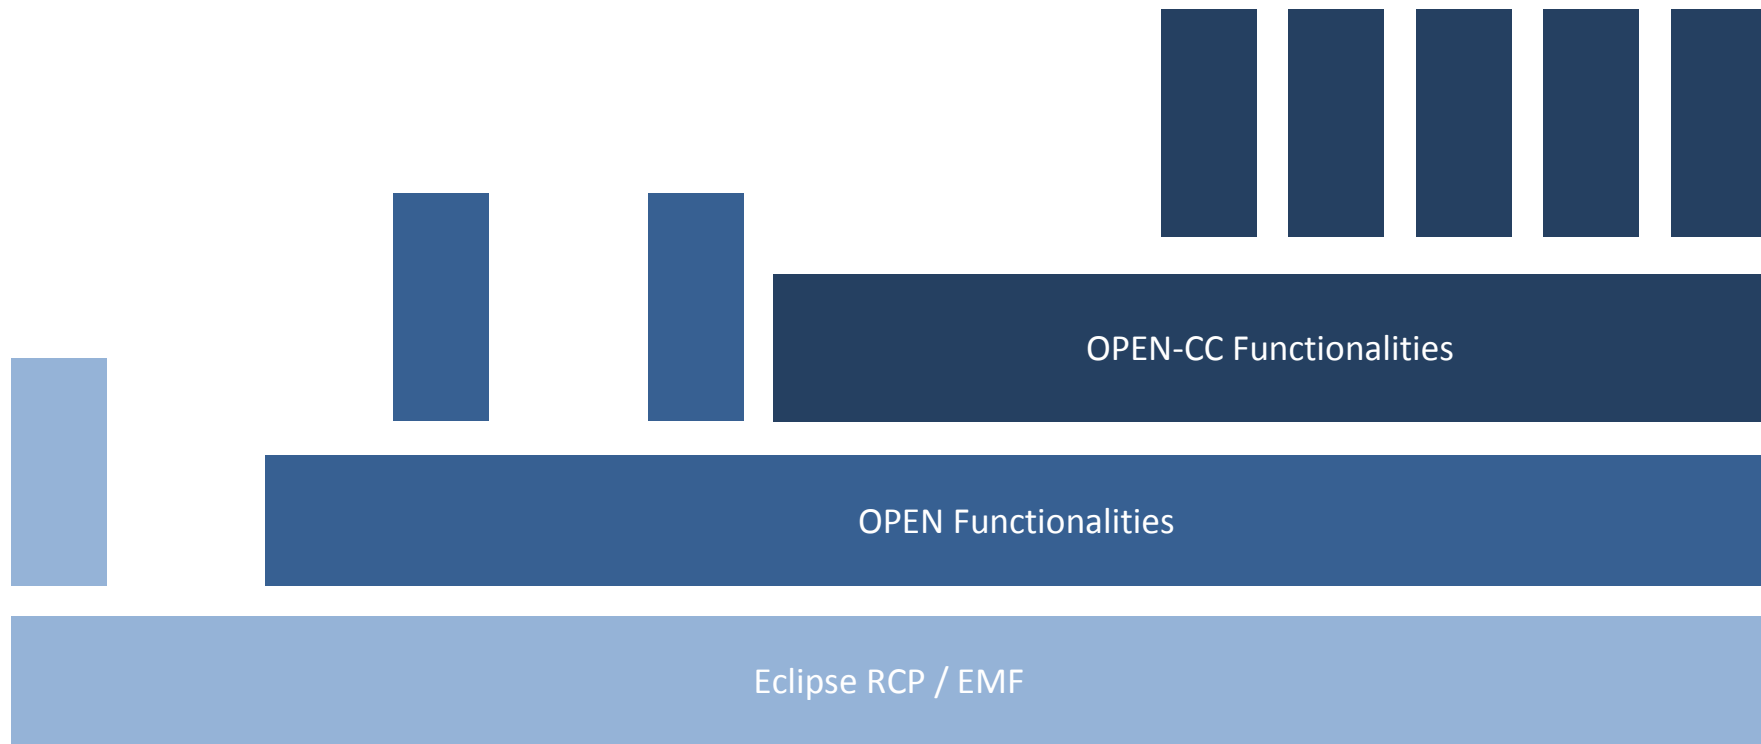 OPEN-CC Functionalities
OPEN Functionalities
Eclipse RCP / EMF